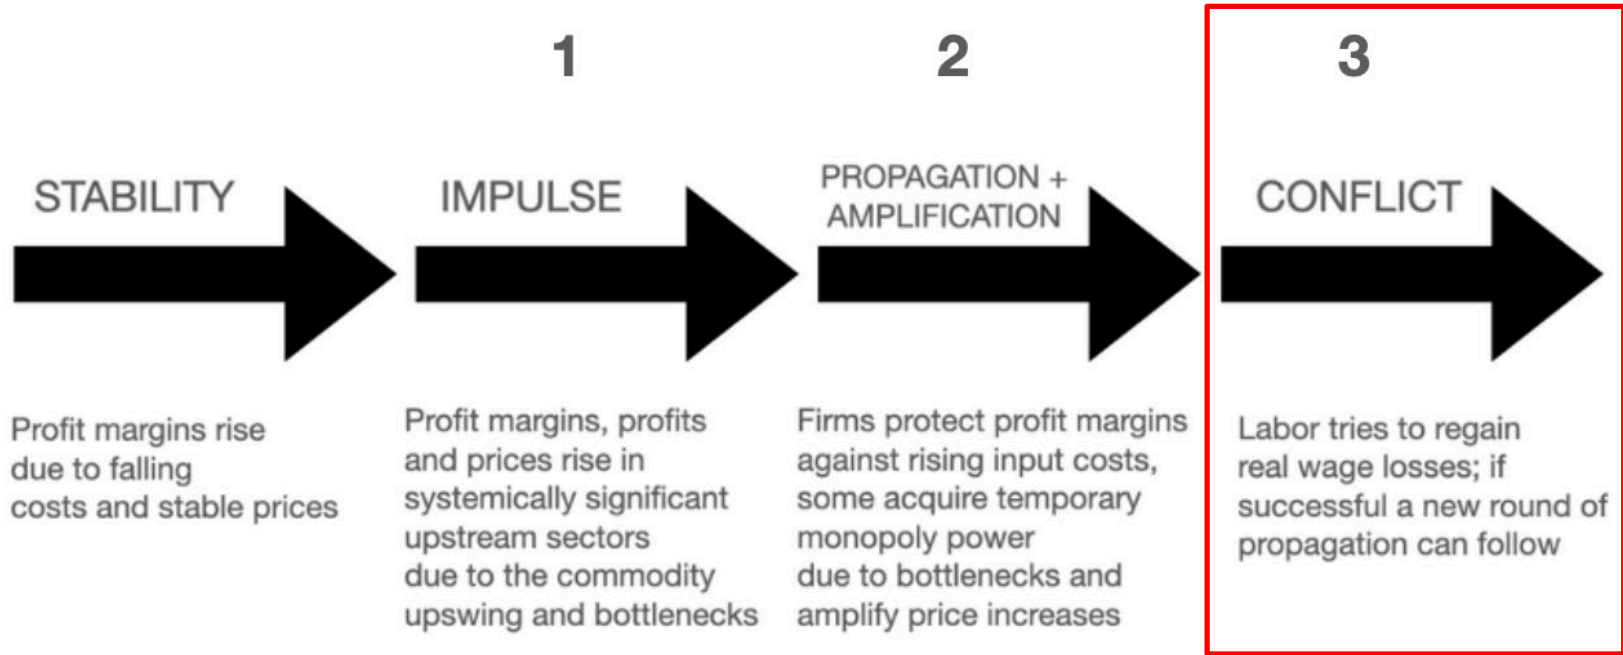 1
2
3
STABILITY
IMPULSE
PROPAGATION +
AMPLIFICATION
CONFLICT
Profit margins rise
due to falling
costs and stable prices
Profit margins, profits
and prices rise in
systemically significant
upstream sectors
due to the commodity
upswing and bottlenecks
Firms protect profit margins
against rising input costs,
some acquire temporary
monopoly power
due to bottlenecks and
amplify price increases
Labor tries to regain
real wage losses; if
successful a new round of
propagation can follow